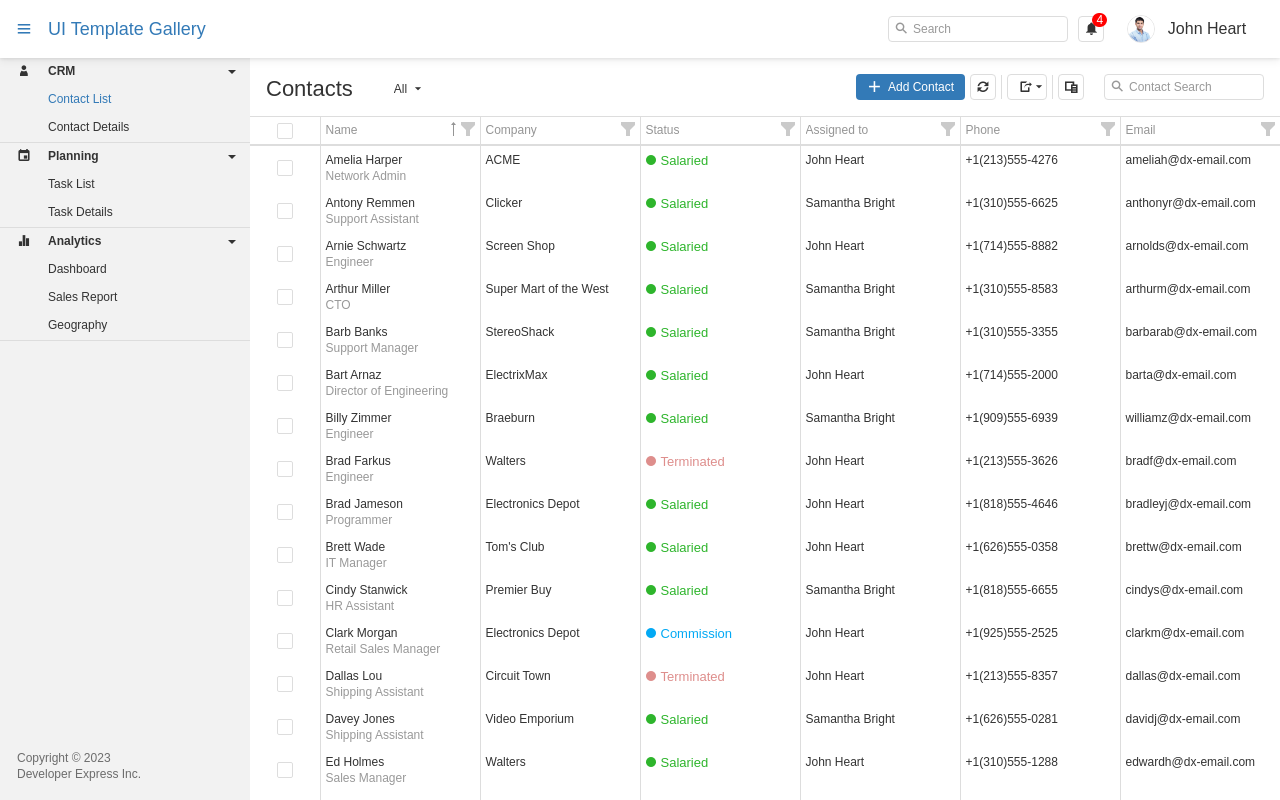 UI Template Gallery
Search
4
John Heart
CRM
Contact List
Contact Details
Planning
Task List
Task Details
Analytics
Dashboard
Sales Report
Geography
Copyright © 2023
Developer Express Inc.
Contacts
All
Add Contact
Contact Search
Name Company Status Assigned to Phone Email
Amelia Harper ACME Salaried John Heart +1(213)555-4276 ameliah@dx-email.com
Network Admin
Antony Remmen Clicker Salaried Samantha Bright +1(310)555-6625 anthonyr@dx-email.com
Support Assistant
Arnie Schwartz Screen Shop Salaried John Heart +1(714)555-8882 arnolds@dx-email.com
Engineer
Arthur Miller Super Mart of the West Salaried Samantha Bright +1(310)555-8583 arthurm@dx-email.com
CTO
Barb Banks StereoShack Salaried Samantha Bright +1(310)555-3355 barbarab@dx-email.com
Support Manager
Bart Arnaz ElectrixMax Salaried John Heart +1(714)555-2000 barta@dx-email.com
Director of Engineering
Billy Zimmer Braeburn Salaried Samantha Bright +1(909)555-6939 williamz@dx-email.com
Engineer
Brad Farkus Walters Terminated John Heart +1(213)555-3626 bradf@dx-email.com
Engineer
Brad Jameson Electronics Depot Salaried John Heart +1(818)555-4646 bradleyj@dx-email.com
Programmer
Brett Wade Tom's Club Salaried John Heart +1(626)555-0358 brettw@dx-email.com
IT Manager
Cindy Stanwick Premier Buy Salaried Samantha Bright +1(818)555-6655 cindys@dx-email.com
HR Assistant
Clark Morgan Electronics Depot Commission John Heart +1(925)555-2525 clarkm@dx-email.com
Retail Sales Manager
Dallas Lou Circuit Town Terminated John Heart +1(213)555-8357 dallas@dx-email.com
Shipping Assistant
Davey Jones Video Emporium Salaried Samantha Bright +1(626)555-0281 davidj@dx-email.com
Shipping Assistant
Ed Holmes Walters Salaried John Heart +1(310)555-1288 edwardh@dx-email.com
Sales Manager